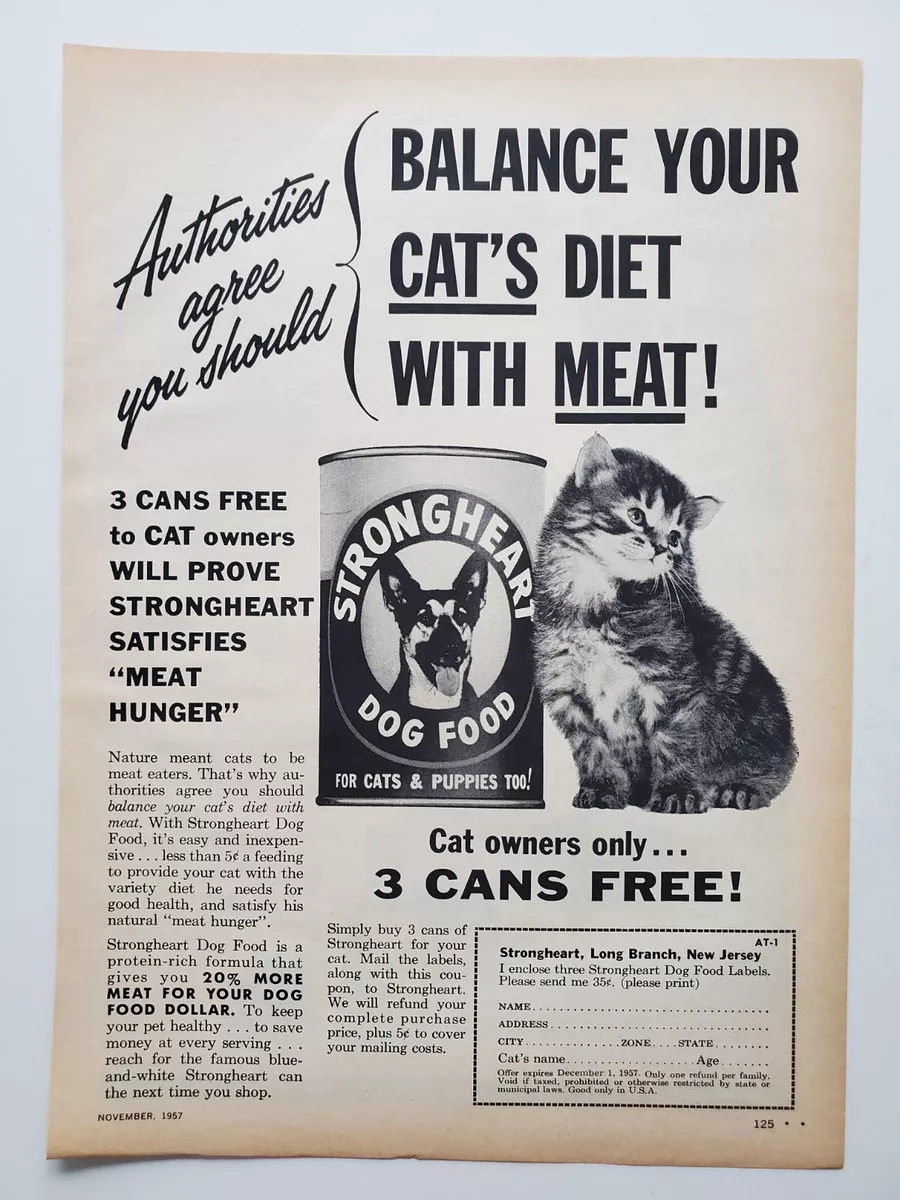 Authorities
agree
you should
BALANCE YOUR
CAT'S DIET
WITH MEAT!
3 CANS FREE
to CAT owners
WILL PROVE
STRONGHEART
SATISFIES
“MEAT
HUNGER”
Nature meant cats to be
meat eaters. That's why au-
thorities agree you should
balance your cat's diet with
meat. With Strongheart Dog
Food, it's easy and inexpen-
sive . . . less than 5¢ a feeding
to provide your cat with the
variety diet he needs for
good health, and satisfy his
natural “meat hunger”.
Strongheart Dog Food is a
protein-rich formula that
gives you 20% MORE
MEAT FOR YOUR DOG
FOOD DOLLAR. To keep
your pet healthy . . . to save
money at every serving . . .
reach for the famous blue-
and-white Strongheart can
the next time you shop.
STRONGHEART
DOG FOOD
FOR CATS & PUPPIES TOO!
Cat owners only...
3 CANS FREE!
Simply buy 3 cans of
Strongheart for your
cat. Mail the labels,
along with this cou-
pon, to Strongheart.
We will refund your
complete purchase
price, plus 5¢ to cover
your mailing costs.
AT-1
Strongheart, Long Branch, New Jersey
I enclose three Strongheart Dog Food Labels.
Please send me 35¢. (please print)
NAME
ADDRESS
CITY ZONE STATE
Cat's name Age
Offer expires December 1, 1957. Only one refund per family.
Void if taxed, prohibited or otherwise restricted by state or
municipal laws. Good only in U.S.A.
NOVEMBER, 1957
125 • •